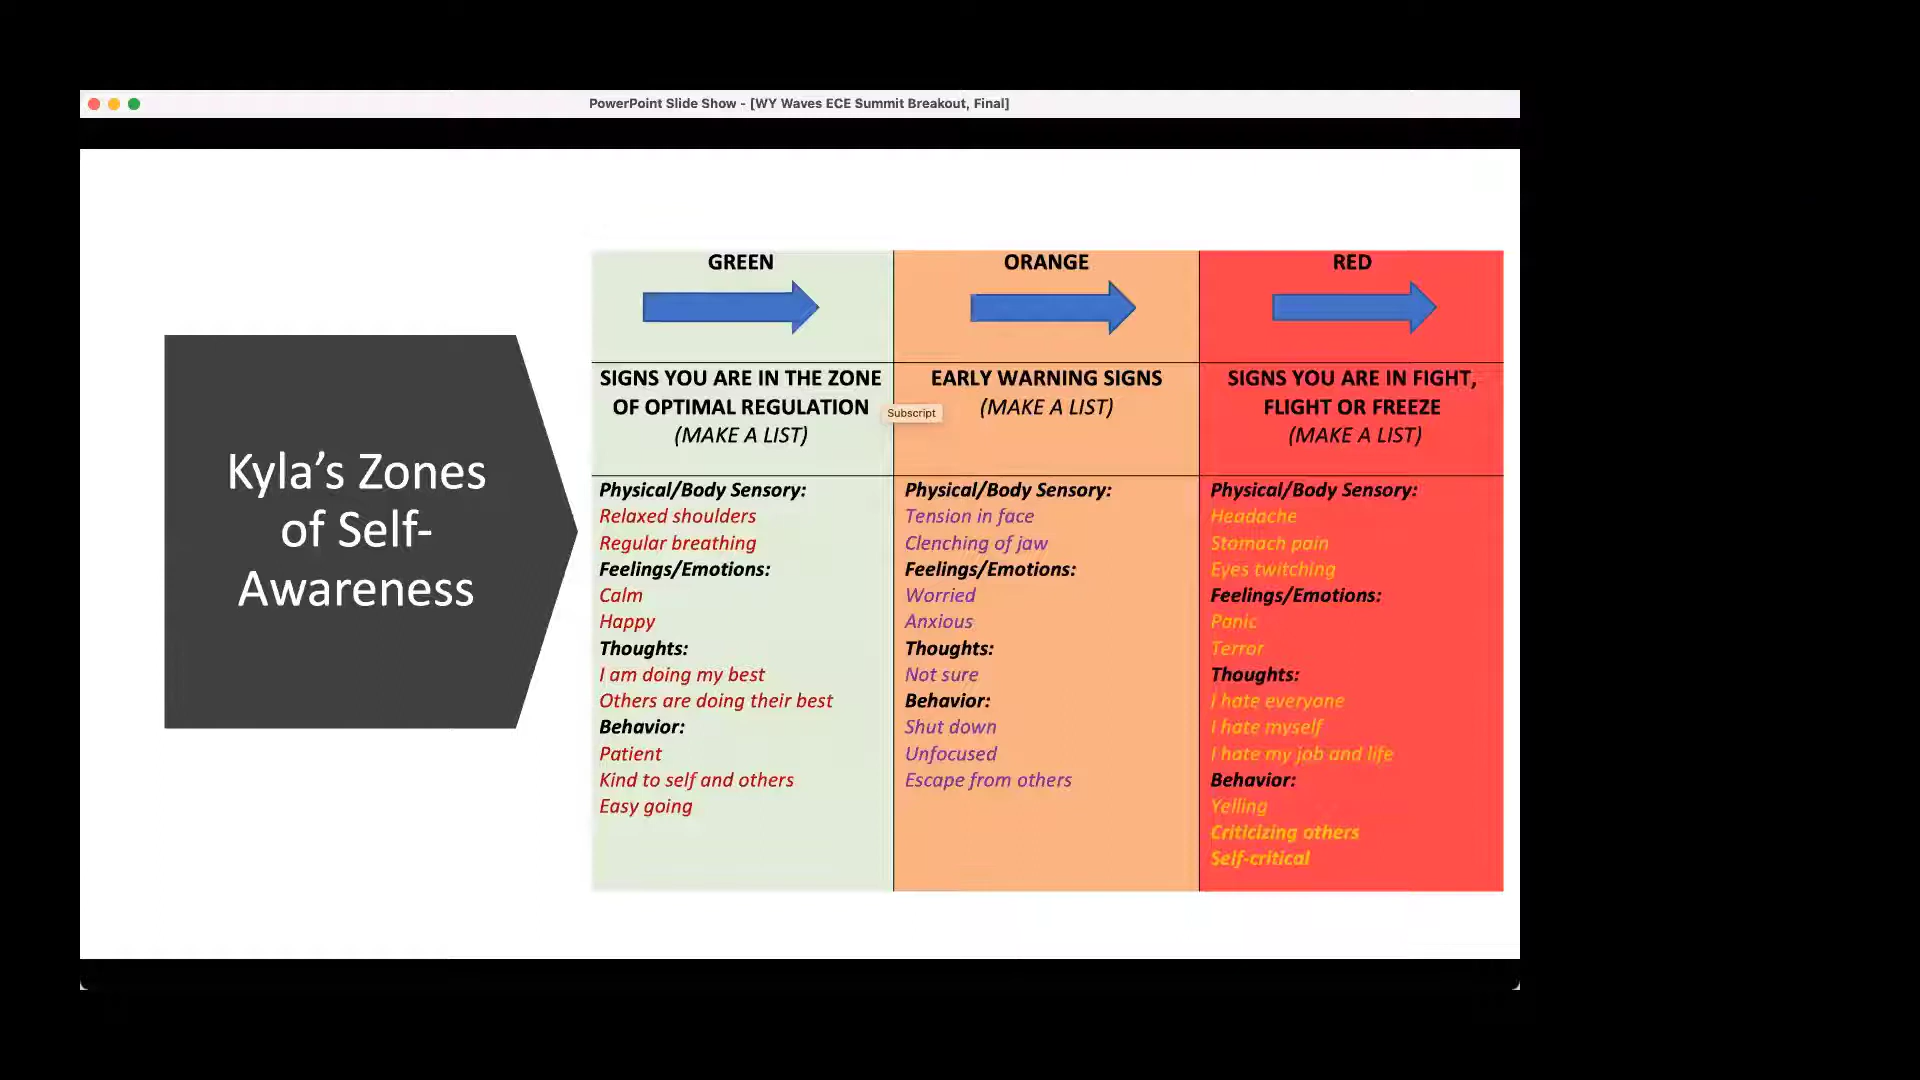 PowerPoint Slide Show - [WY Waves ECE Summit Breakout, Final]
Kyla's Zones
of Self-
Awareness
GREEN
SIGNS YOU ARE IN THE ZONE
OF OPTIMAL REGULATION
(MAKE A LIST)
Physical/Body Sensory:
Relaxed shoulders
Regular breathing
Feelings/Emotions:
Calm
Happy
Thoughts:
I am doing my best
Others are doing their best
Behavior:
Patient
Kind to self and others
Easy going
Subscript
ORANGE
EARLY WARNING SIGNS
(MAKE A LIST)
Physical/Body Sensory:
Tension in face
Clenching of jaw
Feelings/Emotions:
Worried
Anxious
Thoughts:
Not sure
Behavior:
Shut down
Unfocused
Escape from others
RED
SIGNS YOU ARE IN FIGHT,
FLIGHT OR FREEZE
(MAKE A LIST)
Physical/Body Sensory:
Headache
Stomach pain
Eyes twitching
Feelings/Emotions:
Panic
Terror
Thoughts:
I hate everyone
I hate myself
I hate my job and life
Behavior:
Yelling
Criticizing others
Self-critical